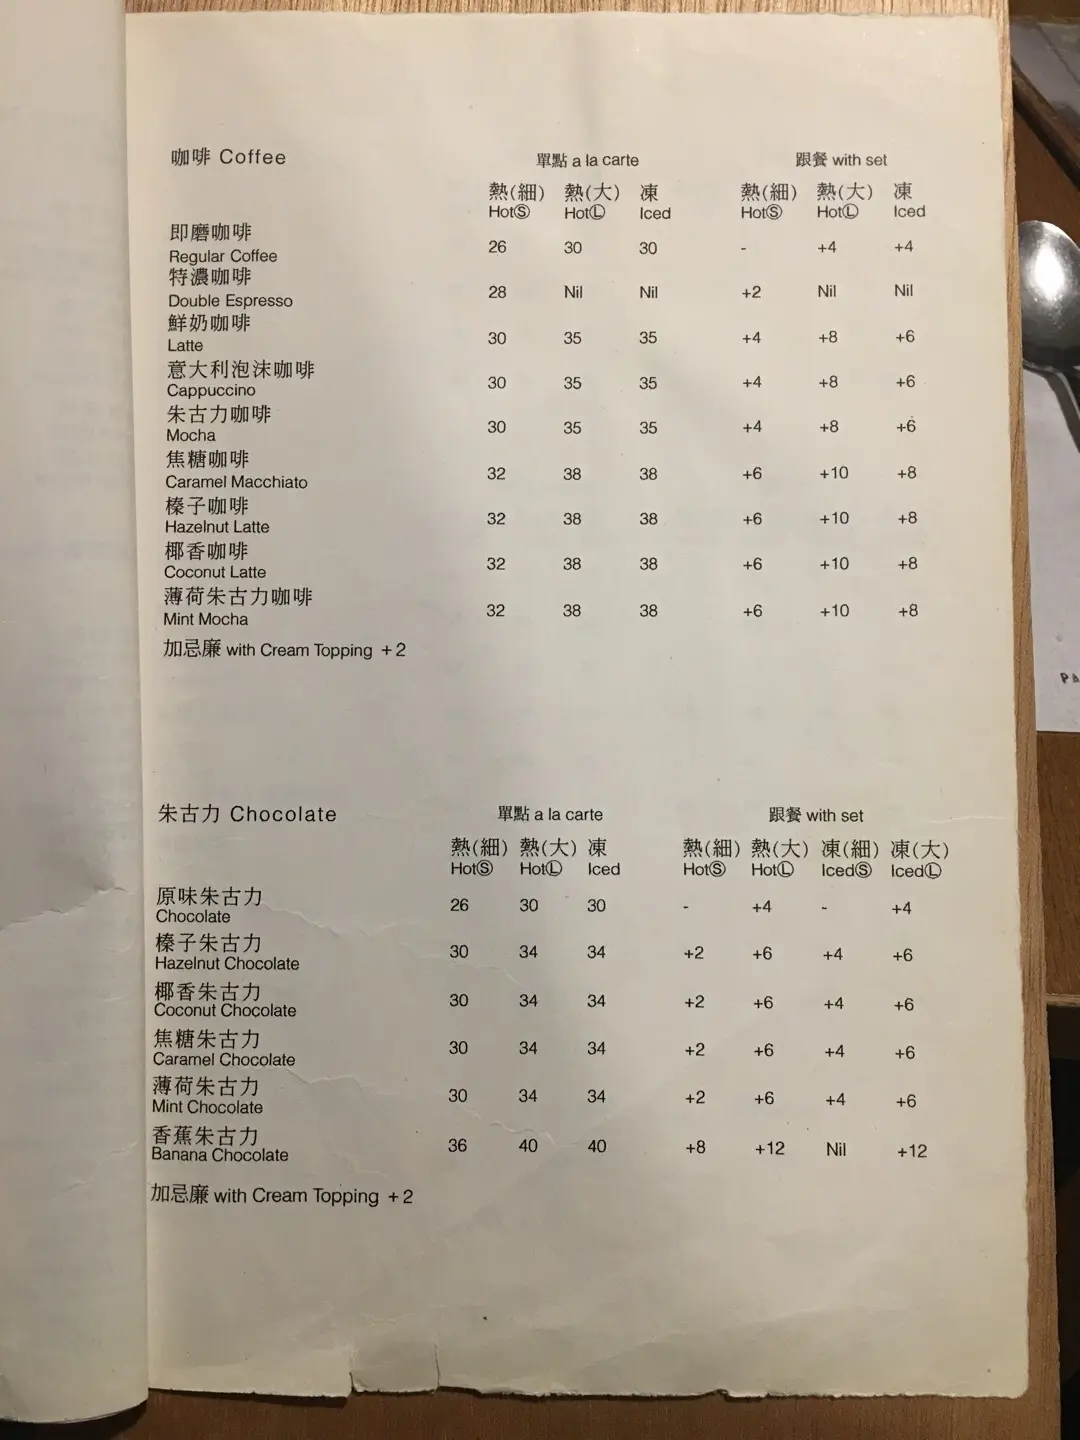 咖啡 Coffee 單點 a la carte 跟餐 with set
熱(細) 熱(大) 凍 熱(細) 熱(大) 凍
HotⓈ HotⓁ Iced HotⓈ HotⓁ Iced
即磨咖啡
Regular Coffee 26 30 30 - +4 +4
特濃咖啡
Double Espresso 28 Nil Nil +2 Nil Nil
鮮奶咖啡
Latte 30 35 35 +4 +8 +6
意大利泡沫咖啡
Cappuccino 30 35 35 +4 +8 +6
朱古力咖啡
Mocha 30 35 35 +4 +8 +6
焦糖咖啡
Caramel Macchiato 32 38 38 +6 +10 +8
榛子咖啡
Hazelnut Latte 32 38 38 +6 +10 +8
椰香咖啡
Coconut Latte 32 38 38 +6 +10 +8
薄荷朱古力咖啡
Mint Mocha 32 38 38 +6 +10 +8
加忌廉 with Cream Topping +2
朱古力 Chocolate 單點 a la carte 跟餐 with set
熱(細) 熱(大) 凍 熱(細) 熱(大) 凍(細) 凍(大)
HotⓈ HotⓁ Iced HotⓈ HotⓁ IcedⓈ IcedⓁ
原味朱古力
Chocolate 26 30 30 - +4 - +4
榛子朱古力
Hazelnut Chocolate 30 34 34 +2 +6 +4 +6
椰香朱古力
Coconut Chocolate 30 34 34 +2 +6 +4 +6
焦糖朱古力
Caramel Chocolate 30 34 34 +2 +6 +4 +6
薄荷朱古力
Mint Chocolate 30 34 34 +2 +6 +4 +6
香蕉朱古力
Banana Chocolate 36 40 40 +8 +12 Nil +12
加忌廉 with Cream Topping +2